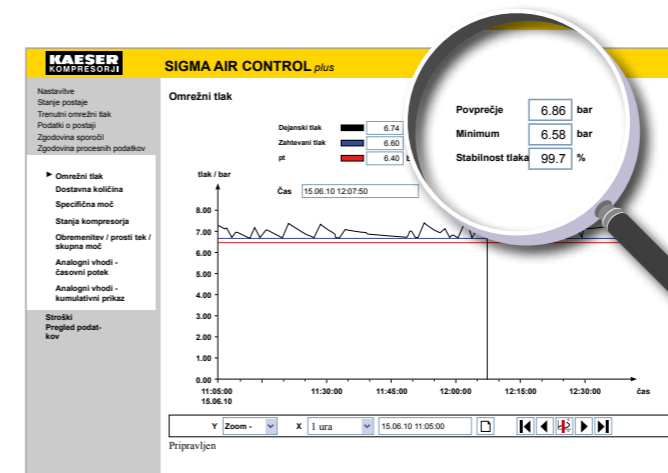 KAESER
KOMPRESORJI
SIGMA AIR CONTROL plus
Nastavitve
Stanje postaje
Trenutni omrežni tlak
Podatki o postaji
Zgodovina sporočil
Zgodovina procesnih podatkov
Omrežni tlak
Dostavna količina
Specifična moč
Stanja kompresorja
Obremenitev / prosti tek /
skupna moč
Analogni vhodi -
časovni potek
Analogni vhodi -
kumulativni prikaz
Stroški
Pregled podat-
kov
Omrežni tlak
Dejanski tlak 6.74
Zahtevani tlak 6.60
pt 6.40
Povprečje 6.86 bar
Minimum 6.58 bar
Stabilnost tlaka 99.7 %
tlak / bar
Čas 15.06.10 12:07:50
8.00
7.00
6.00
5.00
4.00
3.00
2.00
1.00
0.00
11:05:00 11:30:00 11:45:00 12:00:00 12:15:00 12:30:00 čas
15.06.10
Y Zoom - X 1 ura 15.06.10 11:05:00
Pripravljen